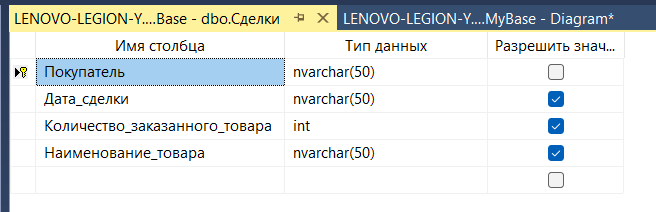 LENOVO-LEGION-Y....Base - dbo.Сделки LENOVO-LEGION-Y....MyBase - Diagram*
Имя столбца Тип данных Разрешить знач...
Покупатель nvarchar(50)
Дата_сделки nvarchar(50)
Количество_заказанного_товара int
Наименование_товара nvarchar(50)